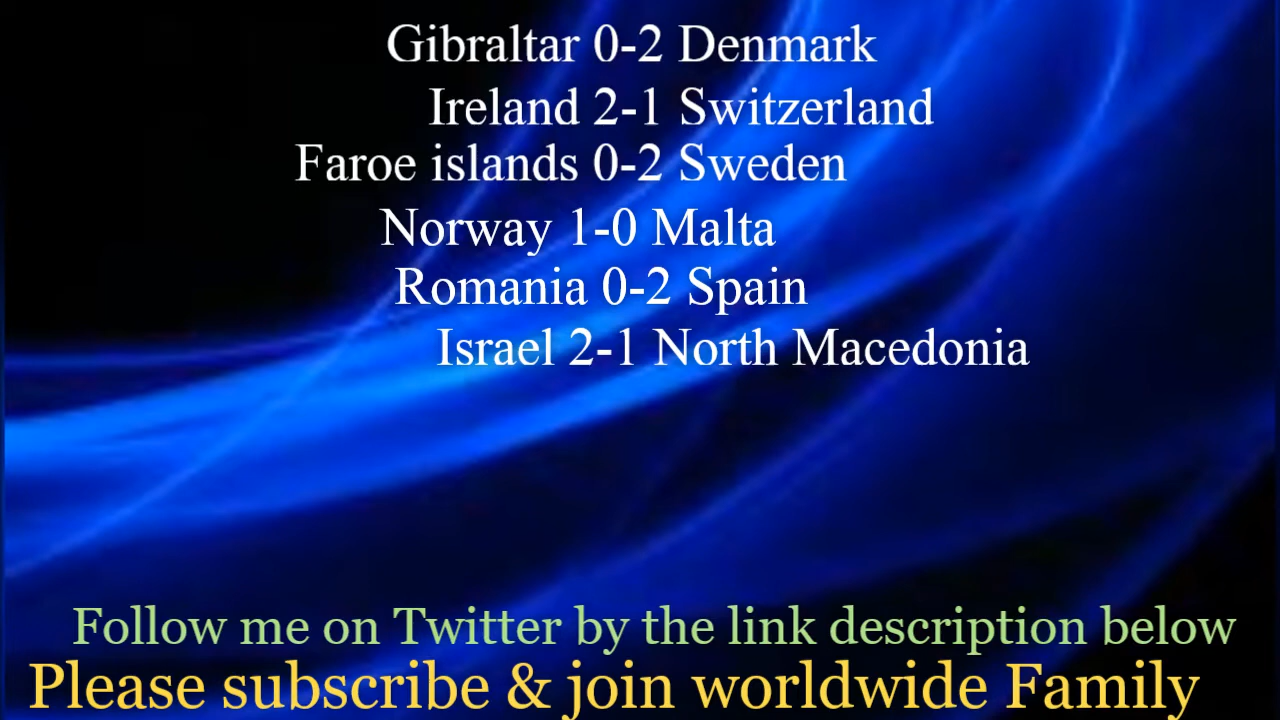 Gibraltar 0-2 Denmark
Ireland 2-1 Switzerland
Faroe islands 0-2 Sweden
Norway 1-0 Malta
Romania 0-2 Spain
Israel 2-1 North Macedonia
Follow me on Twitter by the link description below
Please subscribe & join worldwide Family